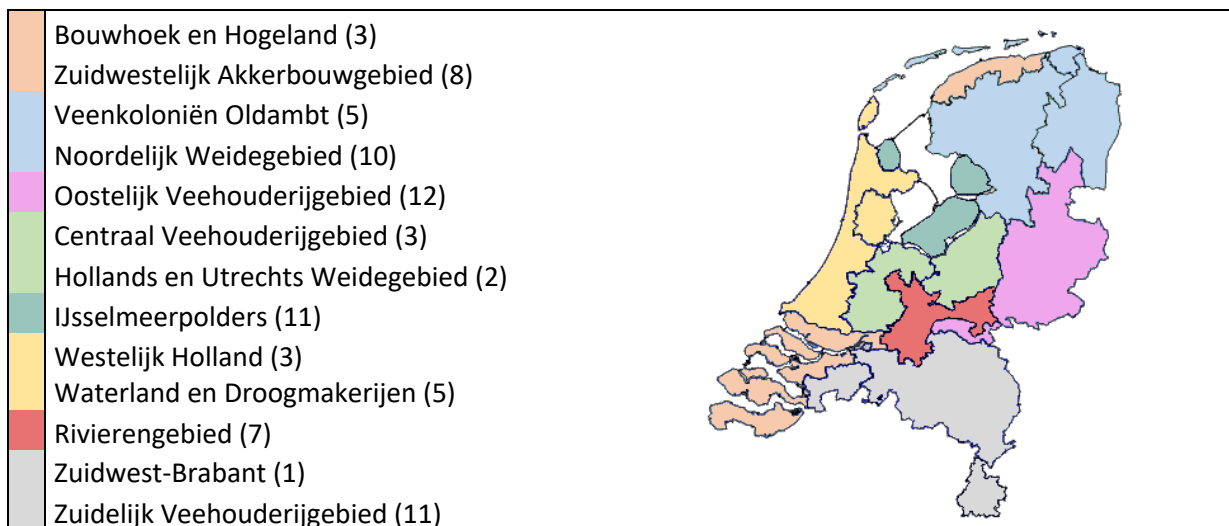 Bouwhoek en Hogeland (3)
Zuidwestelijk Akkerbouwgebied (8)
Veenkoloniën Oldambt (5)
Noordelijk Weidegebied (10)
Oostelijk Veehouderijgebied (12)
Centraal Veehouderijgebied (3)
Hollands en Utrechts Weidegebied (2)
IJsselmeerpolders (11)
Westelijk Holland (3)
Waterland en Droogmakerijen (5)
Rivierengebied (7)
Zuidwest-Brabant (1)
Zuidelijk Veehouderijgebied (11)